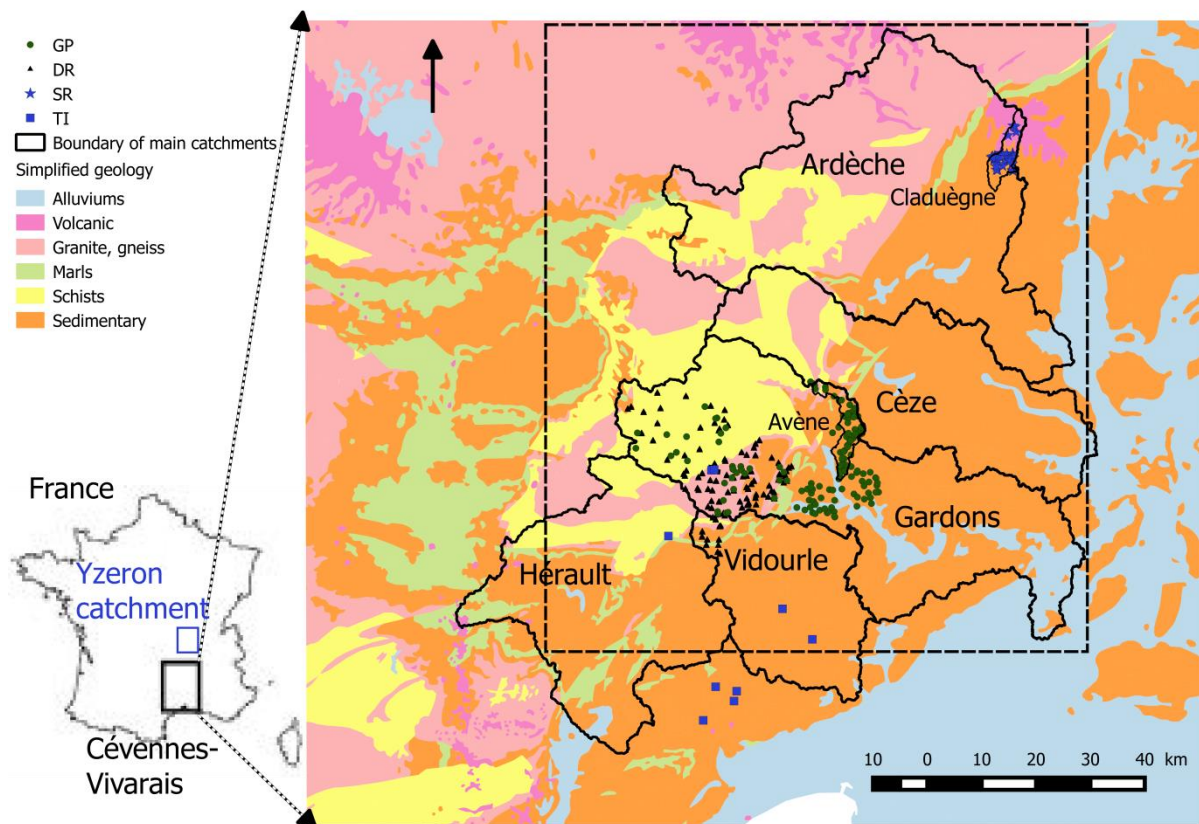 GP
DR
SR
TI
Boundary of main catchments
Simplified geology
Alluviums
Volcanic
Granite, gneiss
Marls
Schists
Sedimentary
France
Yzeron
catchment
Cévennes-
Vivarais
Ardèche
Claduègne
Cèze
Avène
Gardons
Vidourle
Hérault
10 0 10 20 30 40 km